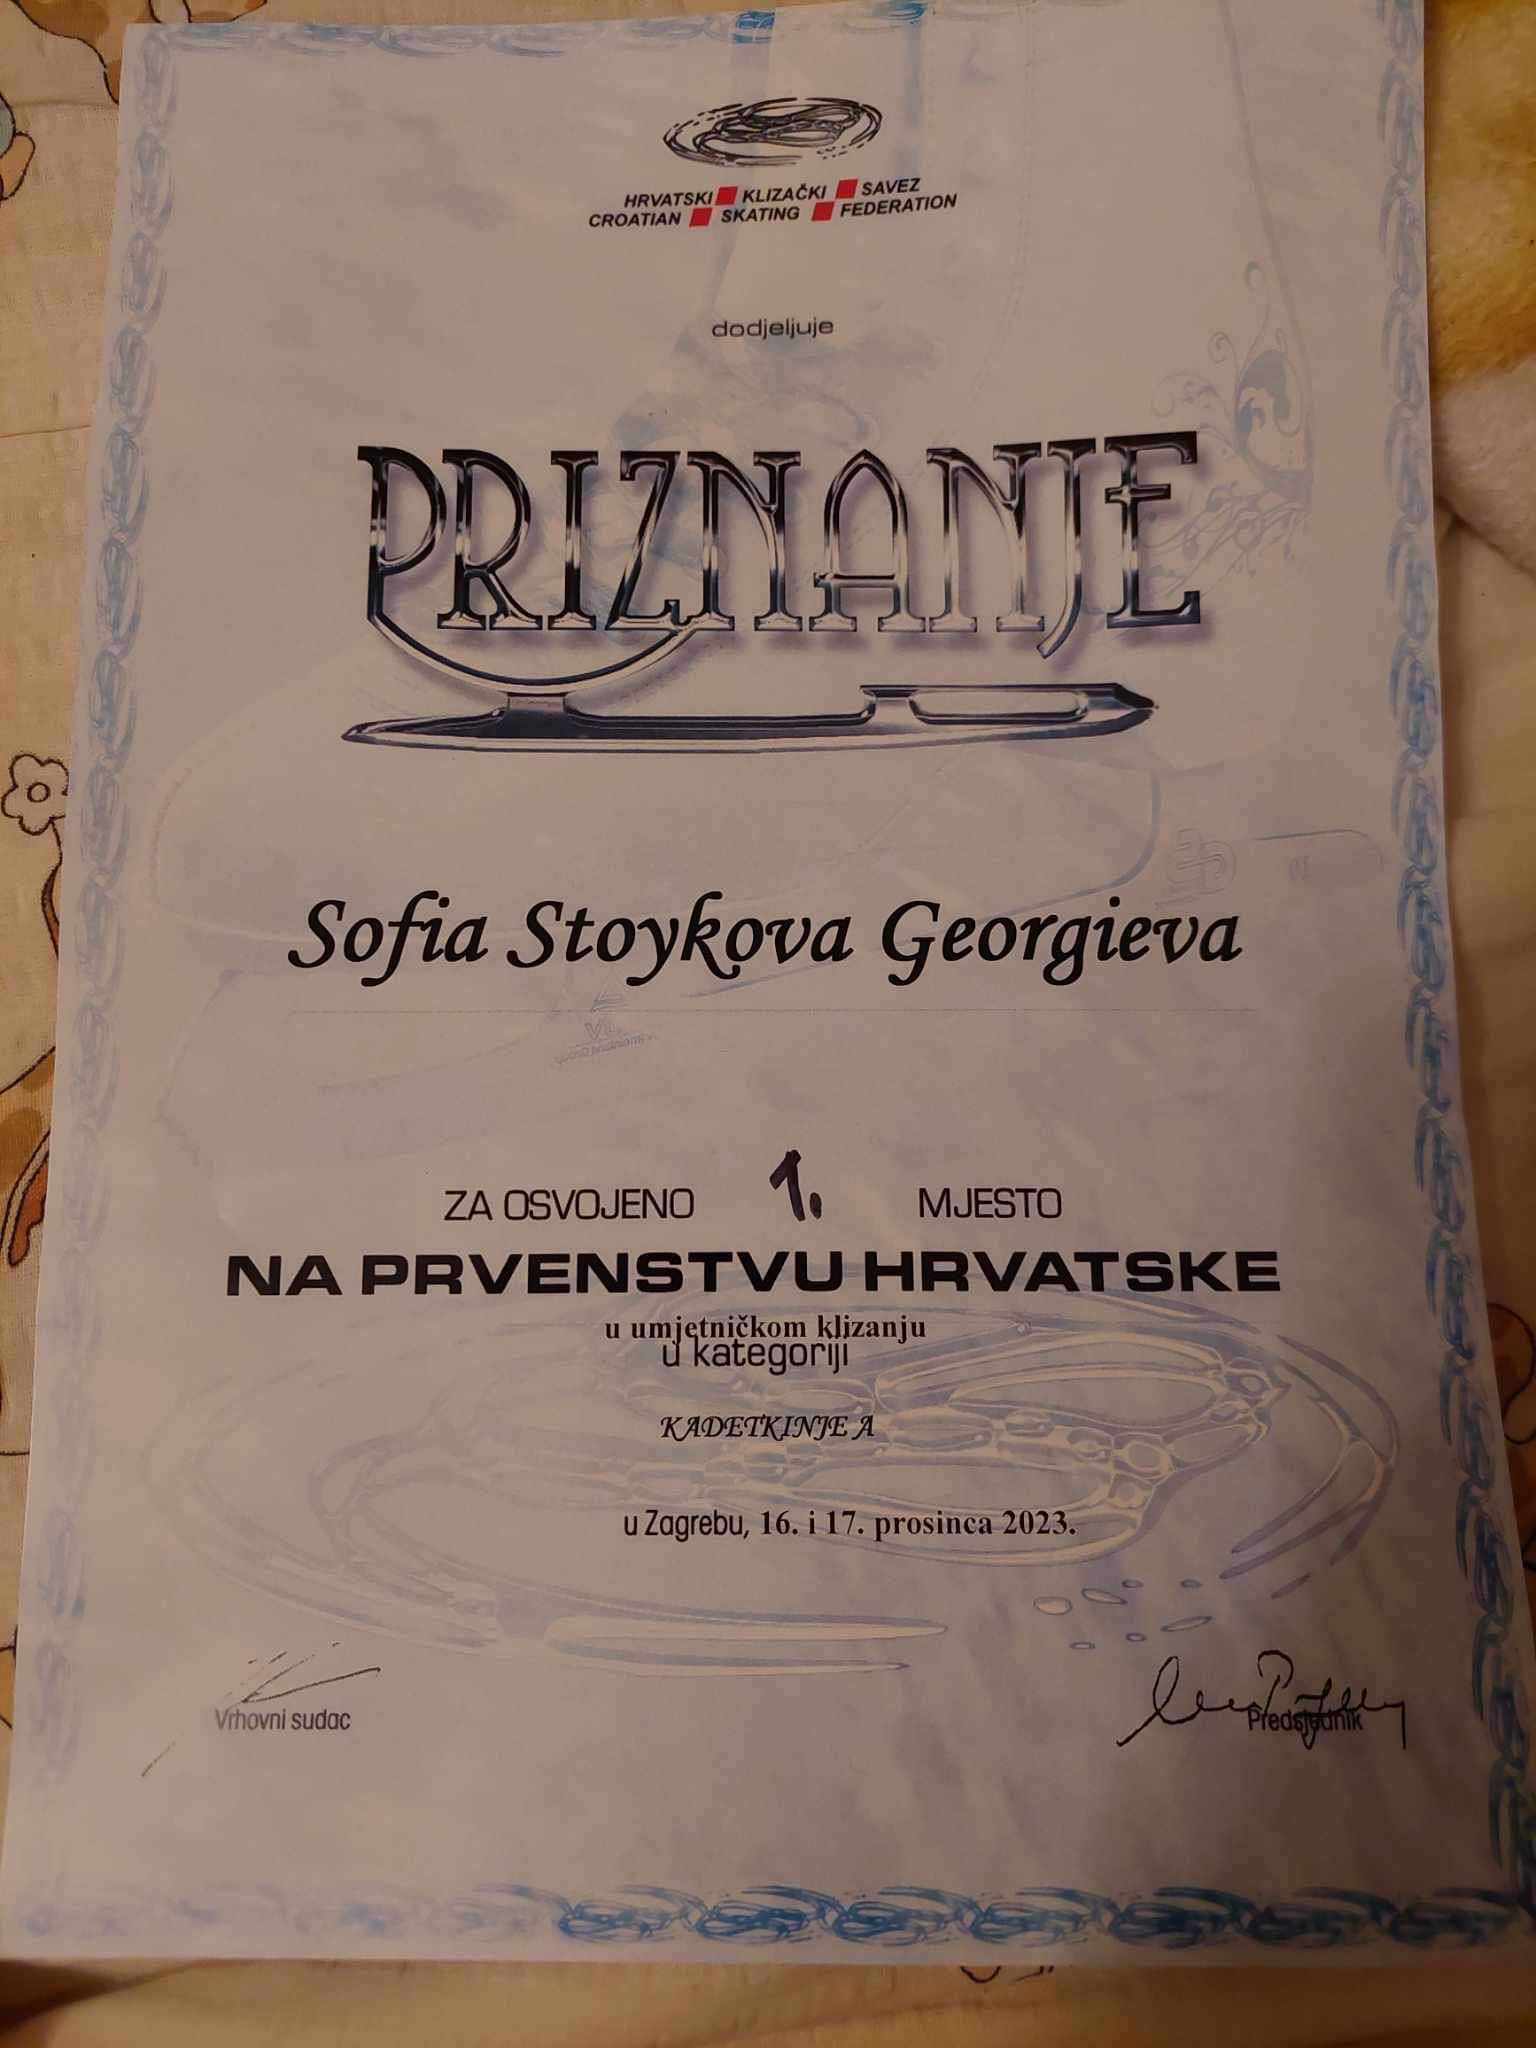 HRVATSKI KLIZAČKI SAVEZ
CROATIAN SKATING FEDERATION
dodjeljuje
PRIZNANJE
Sofia Stoykova Georgieva
ZA OSVOJENO 1. MJESTO
NA PRVENSTVU HRVATSKE
u umjetničkom klizanju
u kategoriji
KADETKINJE A
u Zagrebu, 16. i 17. prosinca 2023.
Vrhovni sudac
Predsjednik